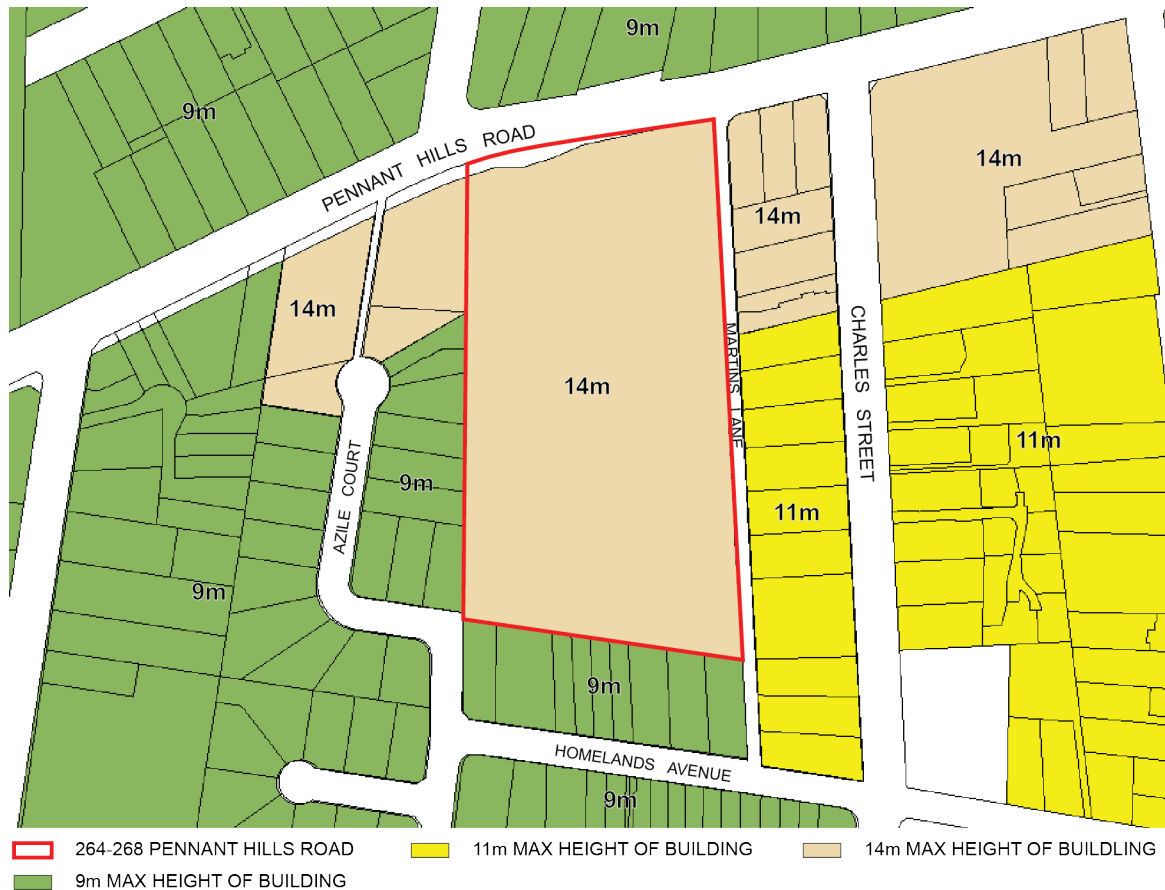 9m
9m
PENNANT HILLS ROAD
14m
14m
14m
MARTINS LANE
CHARLES STREET
14m
11m
9m
AZILE COURT
11m
9m
9m
HOMELANDS AVENUE
9m
264-268 PENNANT HILLS ROAD
11m MAX HEIGHT OF BUILDING
14m MAX HEIGHT OF BUILDLING
9m MAX HEIGHT OF BUILDING